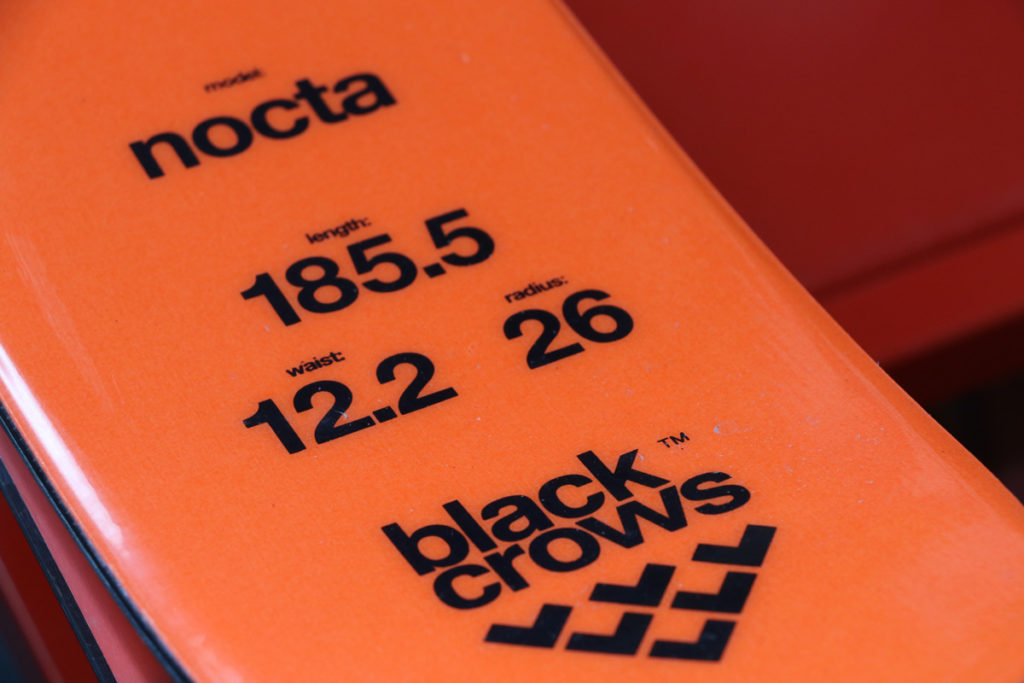 model:
nocta
length:
185.5
radius:
26
waist:
12.2
black ™
crows